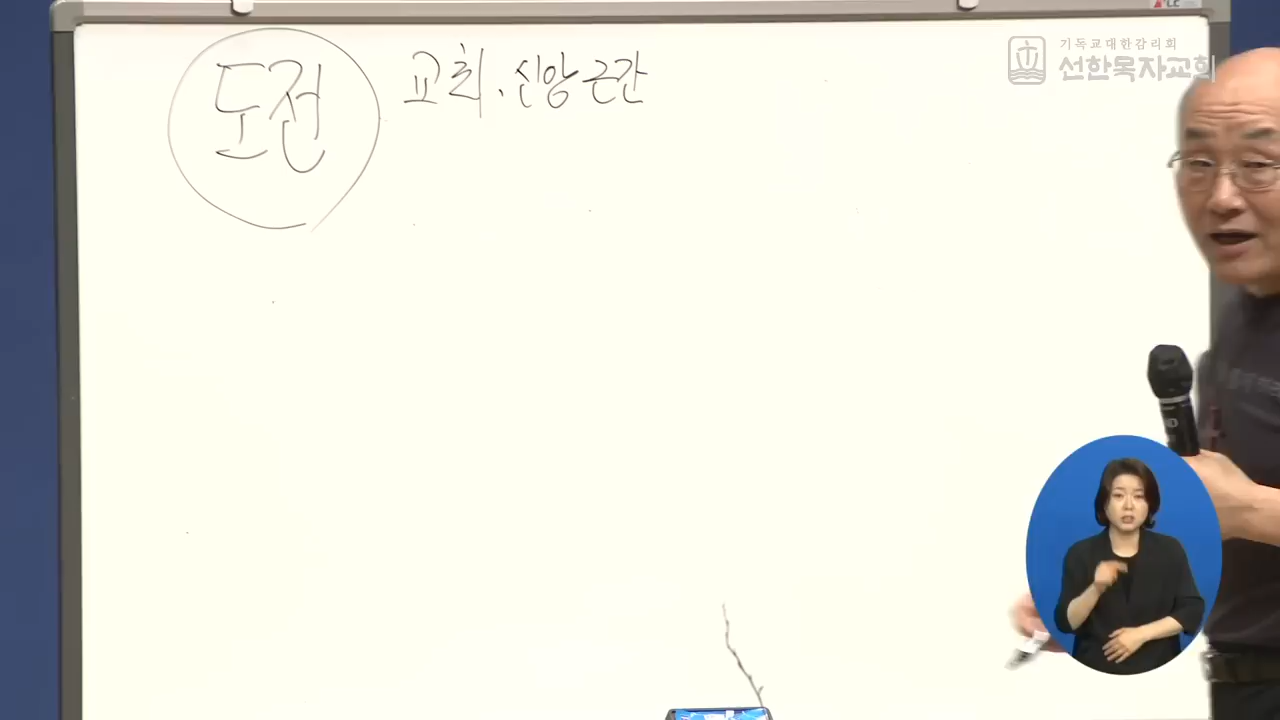 기독교대한감리회
선한목자교회
도전 교회. 신앙 근간